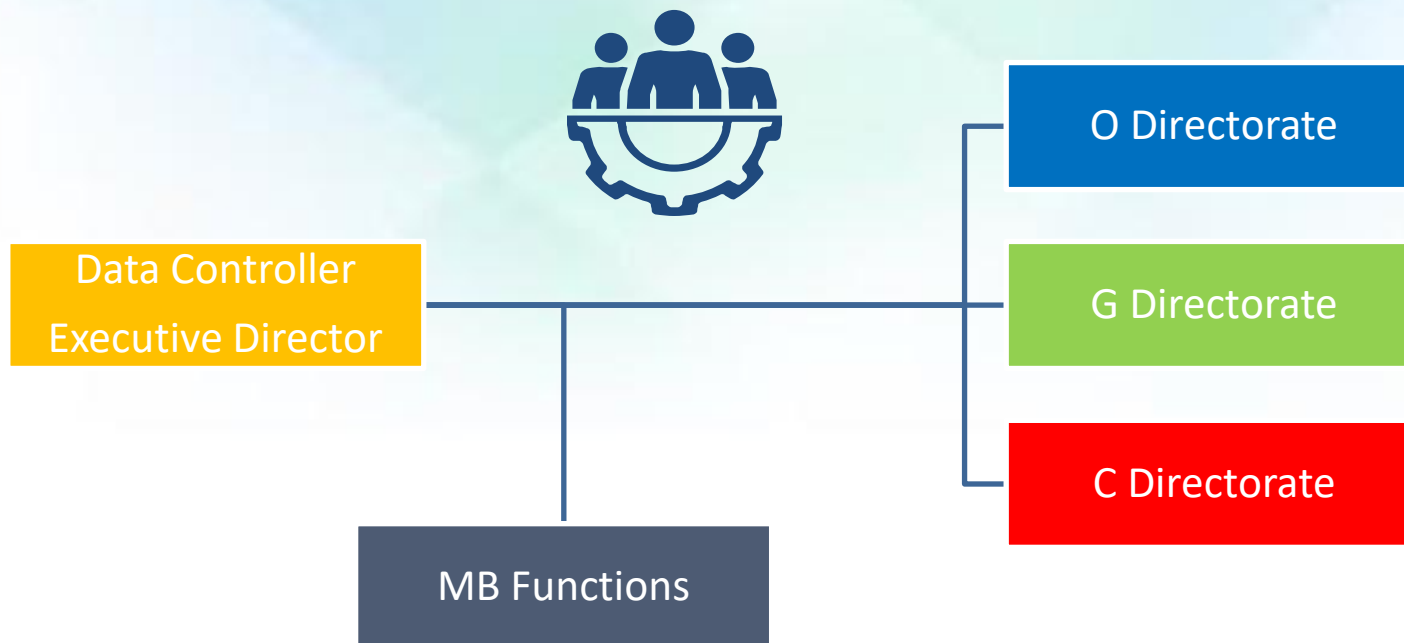 O Directorate
Data Controller
Executive Director
G Directorate
C Directorate
MB Functions